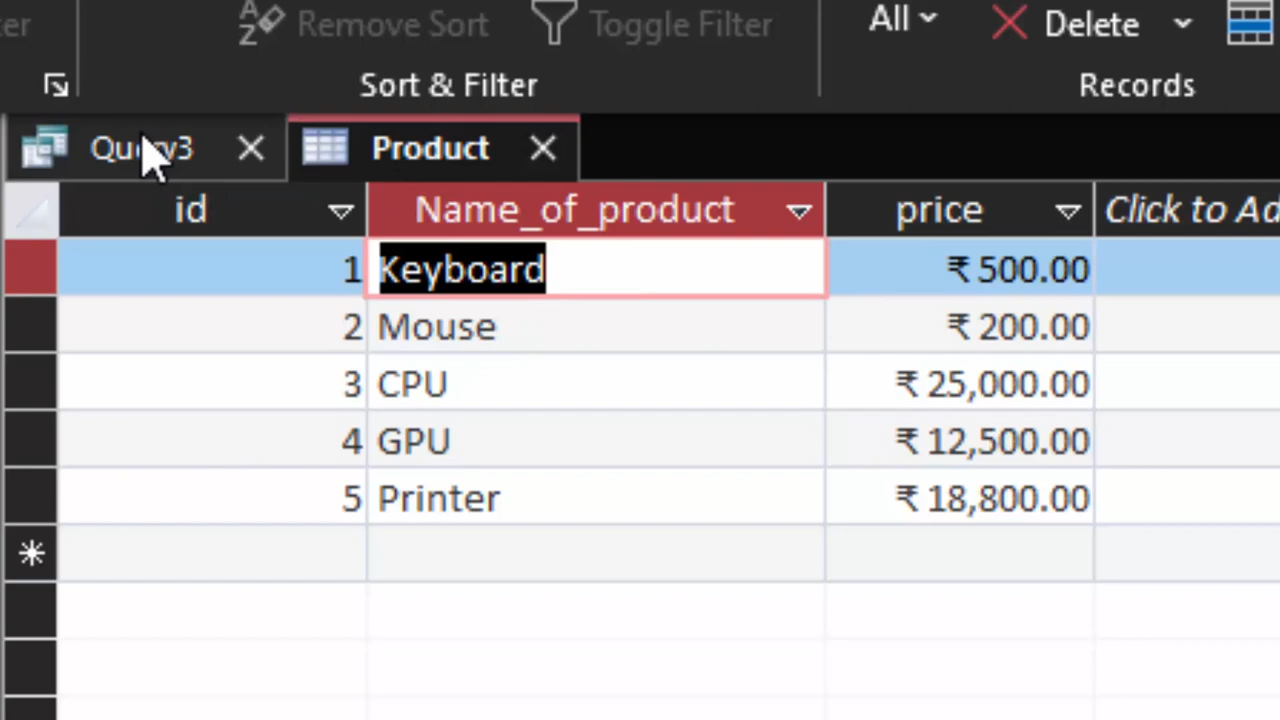 Remove Sort
Toggle Filter
All
Delete
Sort & Filter
Records
Product
id
Name_of_product
price
Click to Ad
1
Keyboard
₹ 500.00
2
Mouse
₹ 200.00
3
CPU
₹ 25,000.00
4
GPU
₹ 12,500.00
5
Printer
₹ 18,800.00